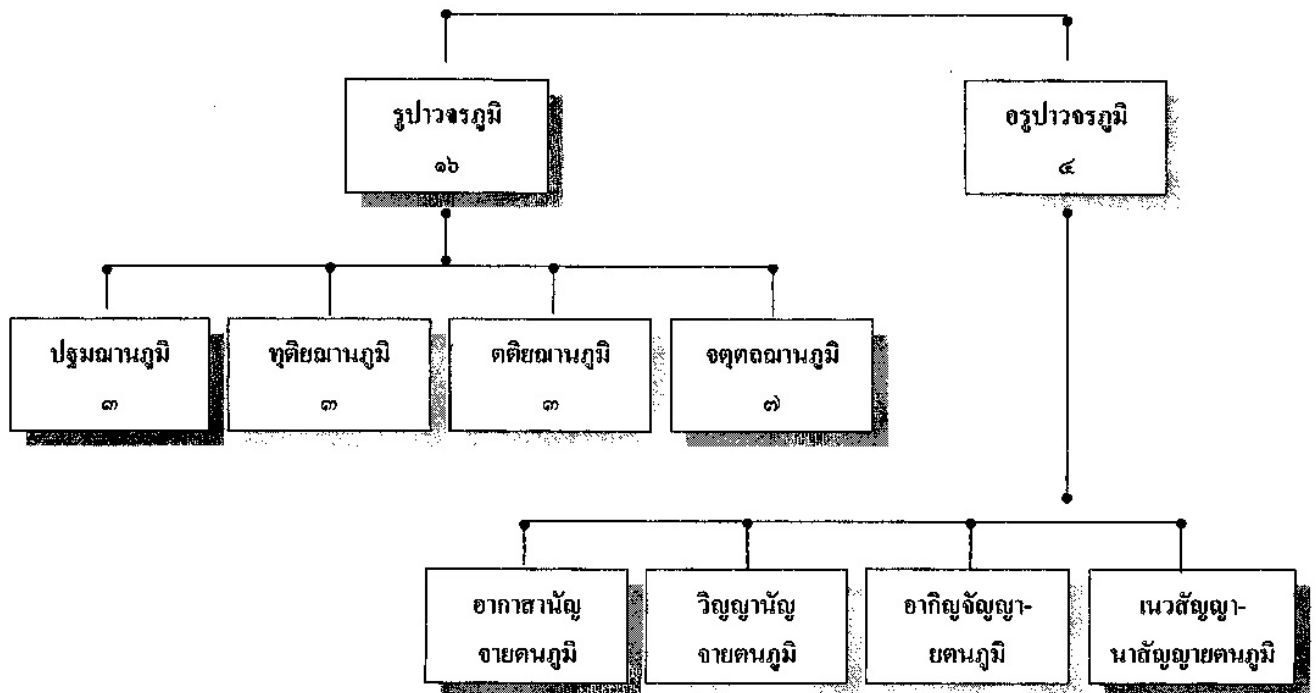 รูปาวจรภูมิ
๑๖
อรูปาวจรภูมิ
๔
ปฐมฌานภูมิ
๓
ทุติยฌานภูมิ
๓
ตติยฌานภูมิ
๓
จตุตถฌานภูมิ
๗
อากาสานัญ
จายตนภูมิ
วิญญานัญ
จายตนภูมิ
อากิญจัญญา-
ยตนภูมิ
เนวสัญญา-
นาสัญญายตนภูมิ